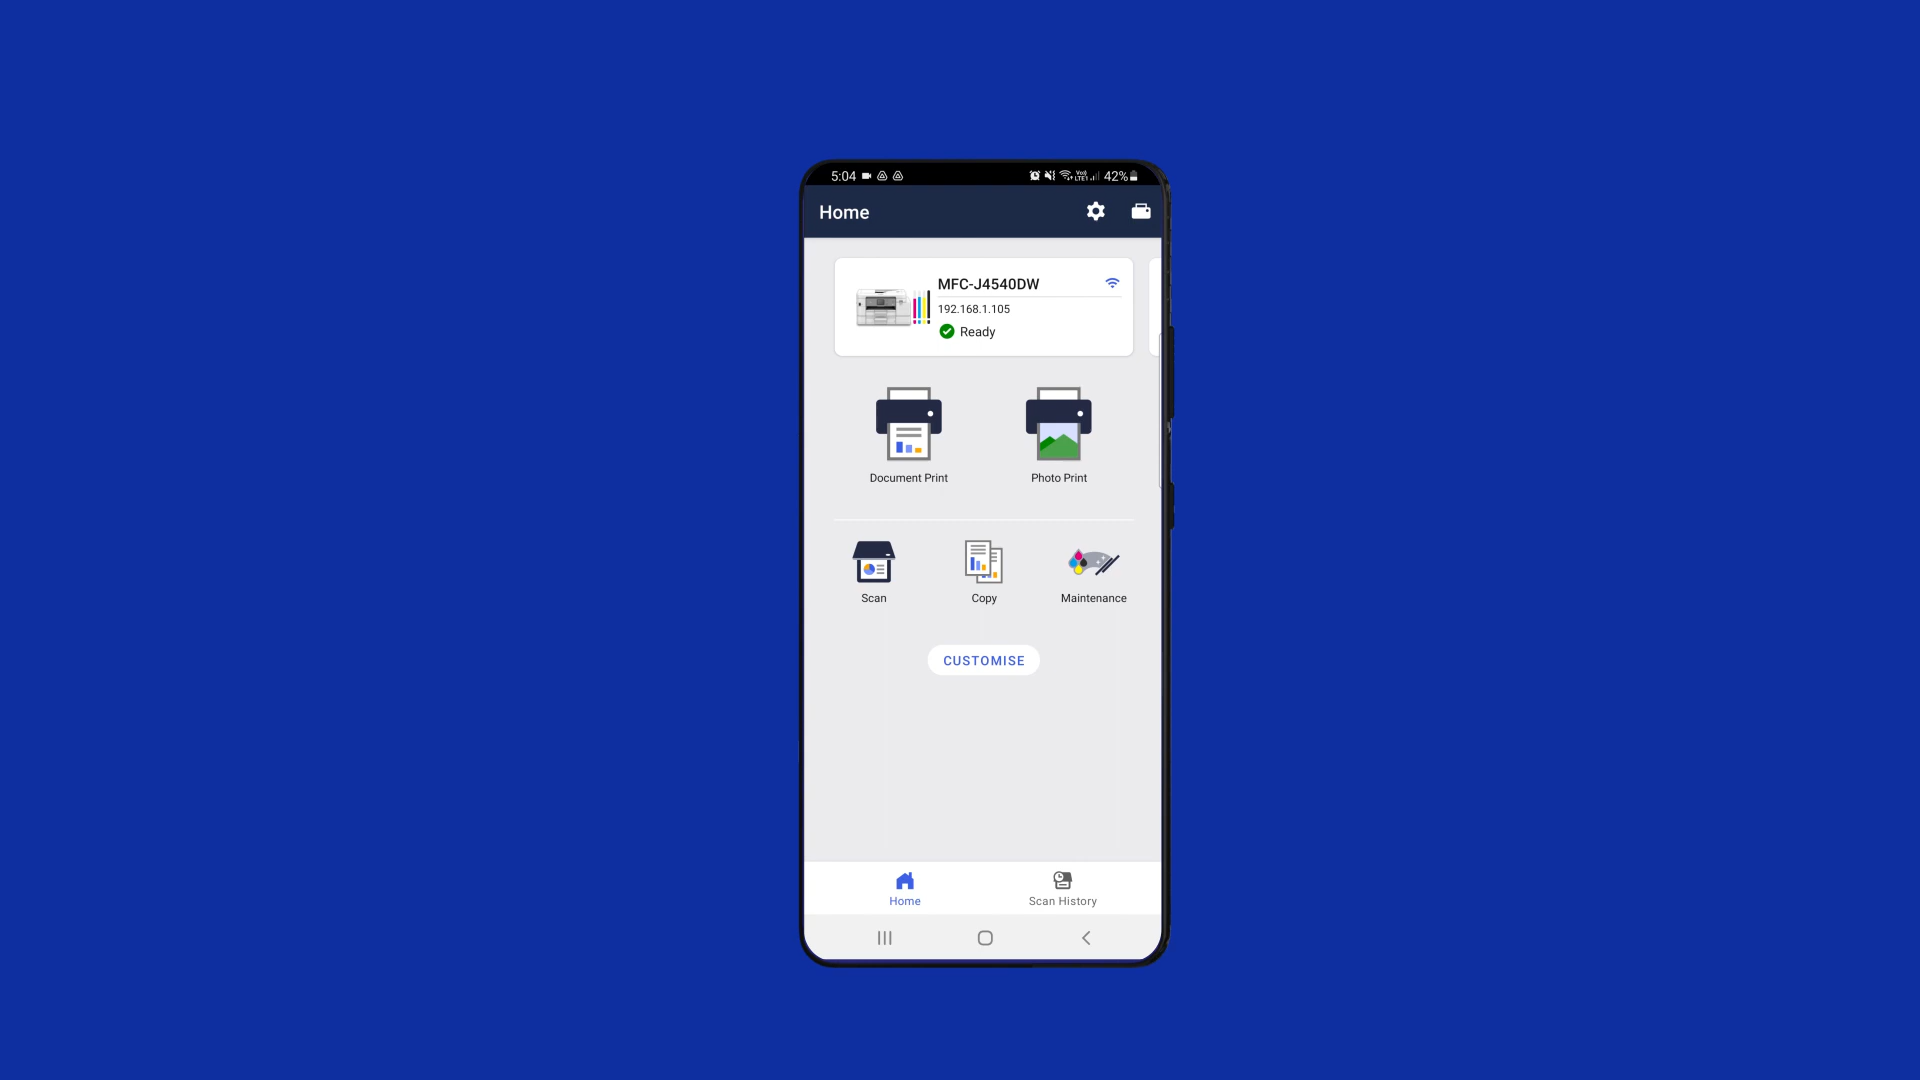 5:04 42%
Home
MFC-J4540DW
192.168.1.105
Ready
Document Print Photo Print
Scan Copy Maintenance
CUSTOMISE
Home Scan History